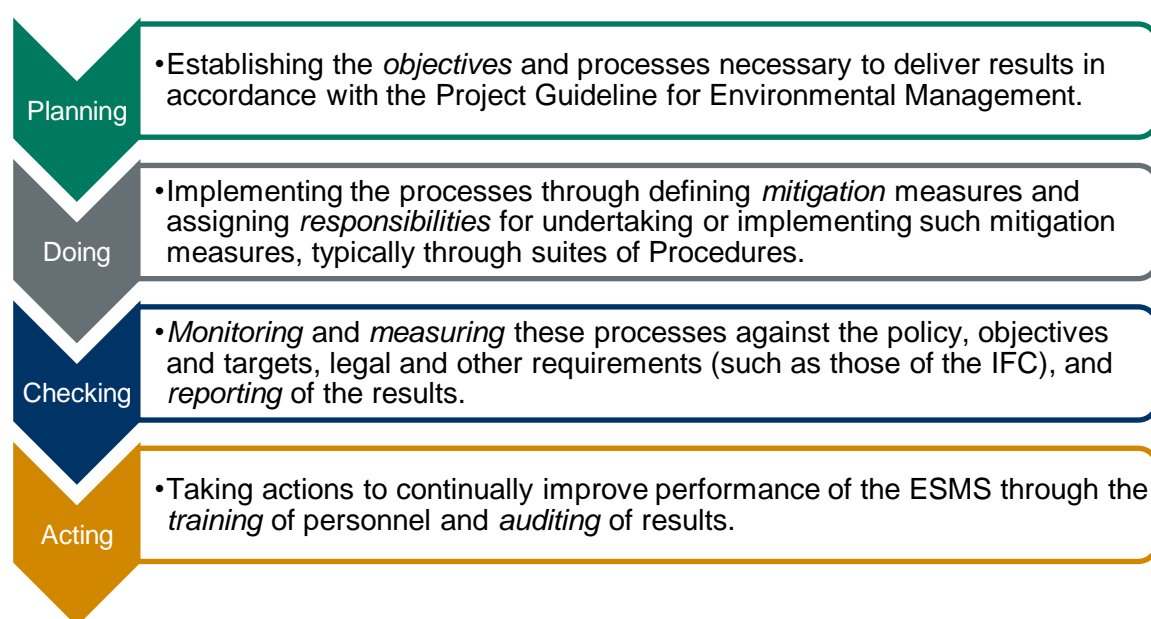 Planning
•Establishing the objectives and processes necessary to deliver results in
accordance with the Project Guideline for Environmental Management.
Doing
•Implementing the processes through defining mitigation measures and
assigning responsibilities for undertaking or implementing such mitigation
measures, typically through suites of Procedures.
Checking
•Monitoring and measuring these processes against the policy, objectives
and targets, legal and other requirements (such as those of the IFC), and
reporting of the results.
Acting
•Taking actions to continually improve performance of the ESMS through the
training of personnel and auditing of results.